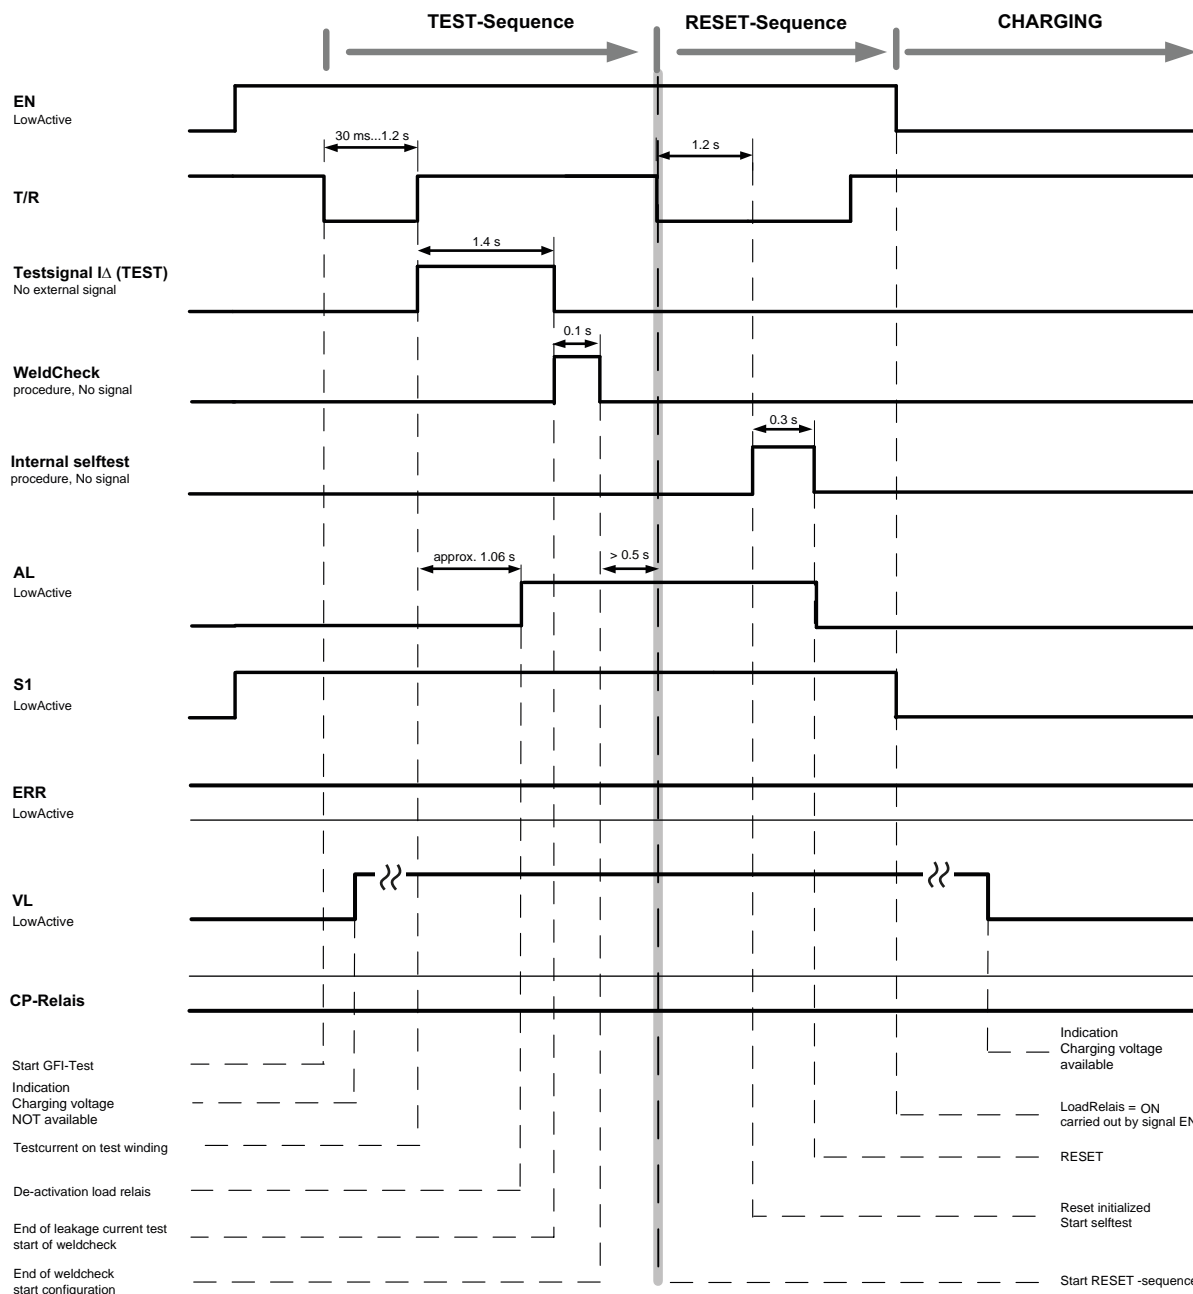 TEST-Sequence
RESET-Sequence
CHARGING
EN
LowActive
30 ms...1.2 s
1.2 s
T/R
1.4 s
Testsignal I∆ (TEST)
No external signal
0.1 s
WeldCheck
procedure, No signal
0.3 s
Internal selftest
procedure, No signal
approx. 1.06 s
> 0.5 s
AL
LowActive
S1
LowActive
ERR
LowActive
VL
LowActive
CP-Relais
Start GFI-Test
Indication
Charging voltage
NOT available
Testcurrent on test winding
De-activation load relais
End of leakage current test
start of weldcheck
End of weldcheck
start configuration
Indication
Charging voltage
available
LoadRelais = ON
carried out by signal EN
RESET
Reset initialized
Start selftest
Start RESET -sequence